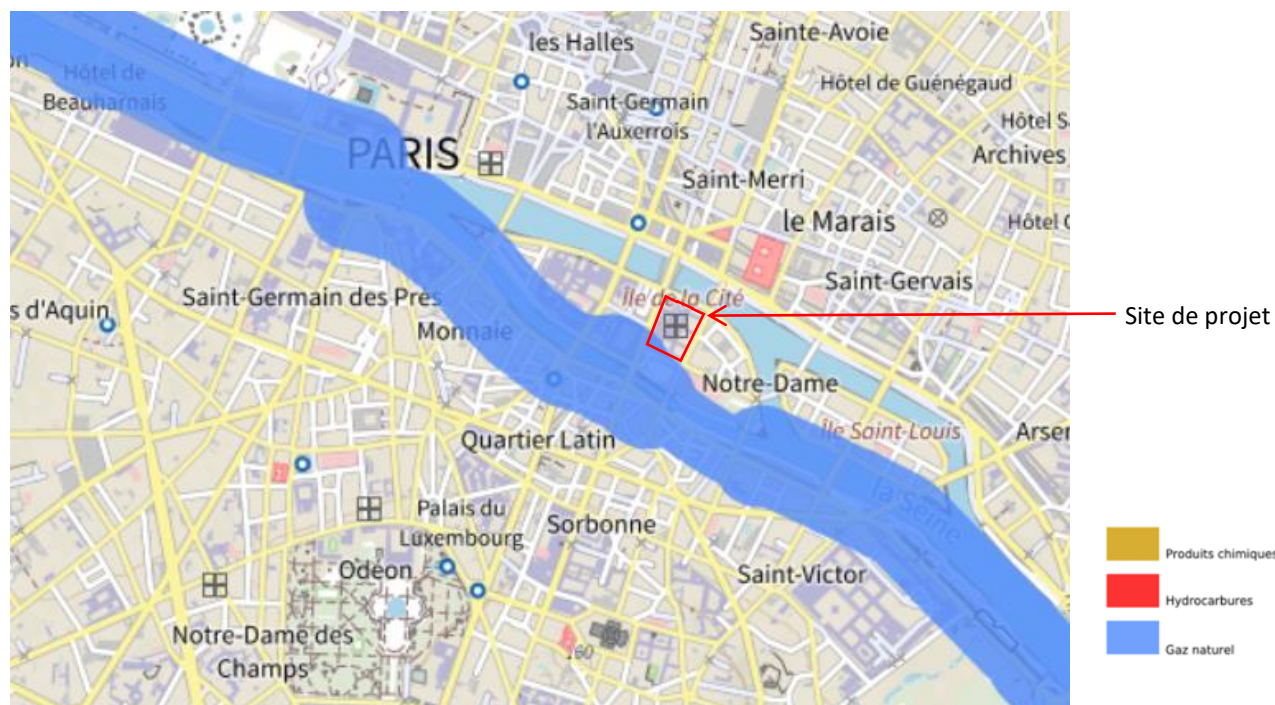 les Halles
Sainte-Avoie
Hôtel de
Beauharnais
Hôtel de Guénégaud
Saint-Germain
l'Auxerrois
Hôtel S
Archives
PARIS
Saint-Merri
le Marais
Hôtel
Saint-Gervais
Île de la Cité
Saint-Germain des Prés
s d'Aquin
Monnaie
Site de projet
Notre-Dame
Quartier Latin
Île Saint-Louis
Arser
la Seine
Palais du
Luxembourg
Sorbonne
Odéon
Saint-Victor
Notre-Dame des
Champs
60
Produits chimiques
Hydrocarbures
Gaz naturel